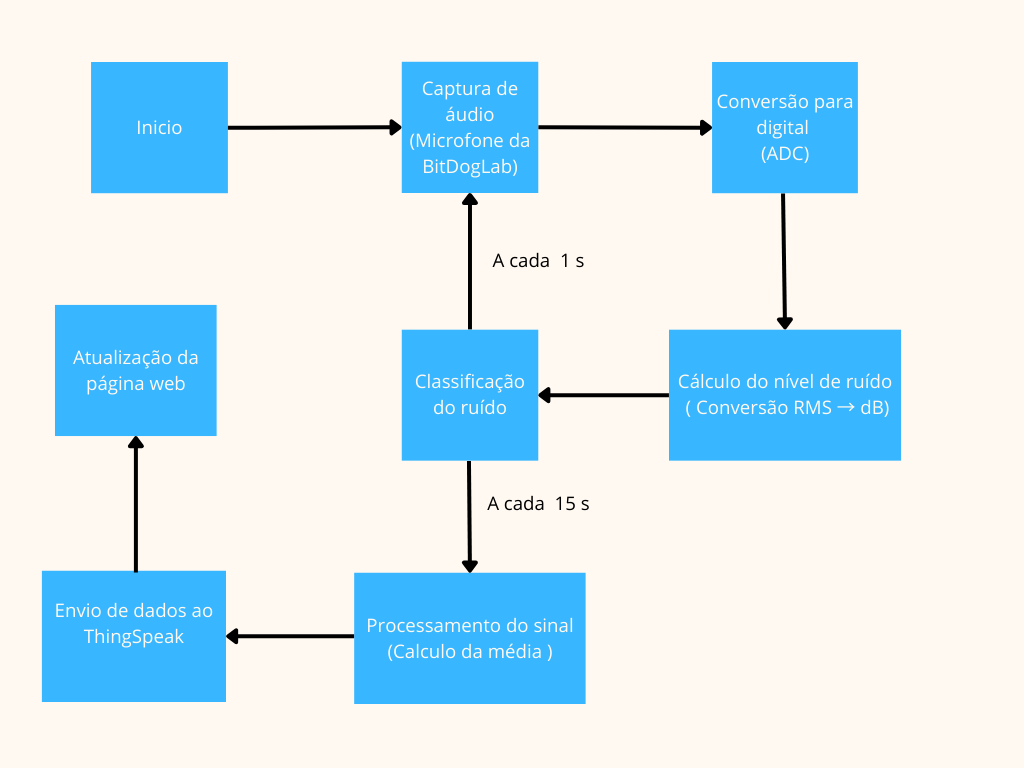 Inicio
Captura de
áudio
(Microfone da
BitDogLab)
Conversão para
digital
(ADC)
A cada  1 s
Atualização da
página web
Classificação
do ruído
Cálculo do nível de ruído
( Conversão RMS → dB)
A cada  15 s
Envio de dados ao
ThingSpeak
Processamento do sinal
(Calculo da média )